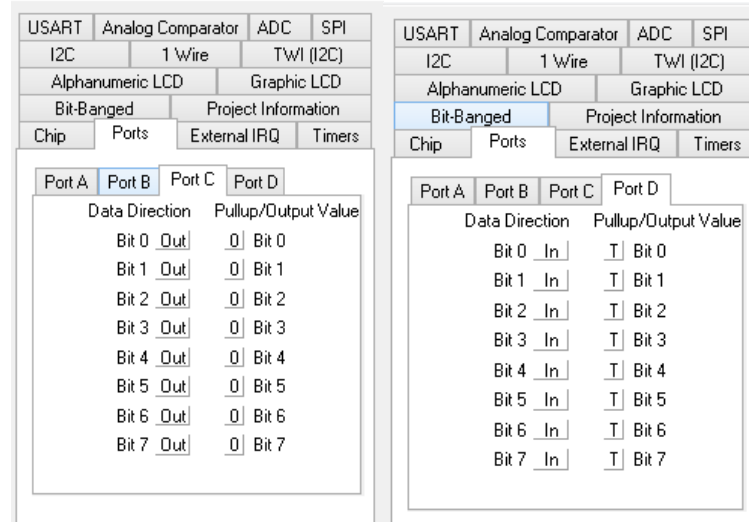 USART Analog Comparator ADC SPI
I2C 1 Wire TWI (I2C)
Alphanumeric LCD Graphic LCD
Bit-Banged Project Information
Chip Ports External IRQ Timers
Port A Port B Port C Port D
Data Direction Pullup/Output Value
Bit 0 Out 0 Bit 0
Bit 1 Out 0 Bit 1
Bit 2 Out 0 Bit 2
Bit 3 Out 0 Bit 3
Bit 4 Out 0 Bit 4
Bit 5 Out 0 Bit 5
Bit 6 Out 0 Bit 6
Bit 7 Out 0 Bit 7
USART Analog Comparator ADC SPI
I2C 1 Wire TWI (I2C)
Alphanumeric LCD Graphic LCD
Bit-Banged Project Information
Chip Ports External IRQ Timers
Port A Port B Port C Port D
Data Direction Pullup/Output Value
Bit 0 In T Bit 0
Bit 1 In T Bit 1
Bit 2 In T Bit 2
Bit 3 In T Bit 3
Bit 4 In T Bit 4
Bit 5 In T Bit 5
Bit 6 In T Bit 6
Bit 7 In T Bit 7